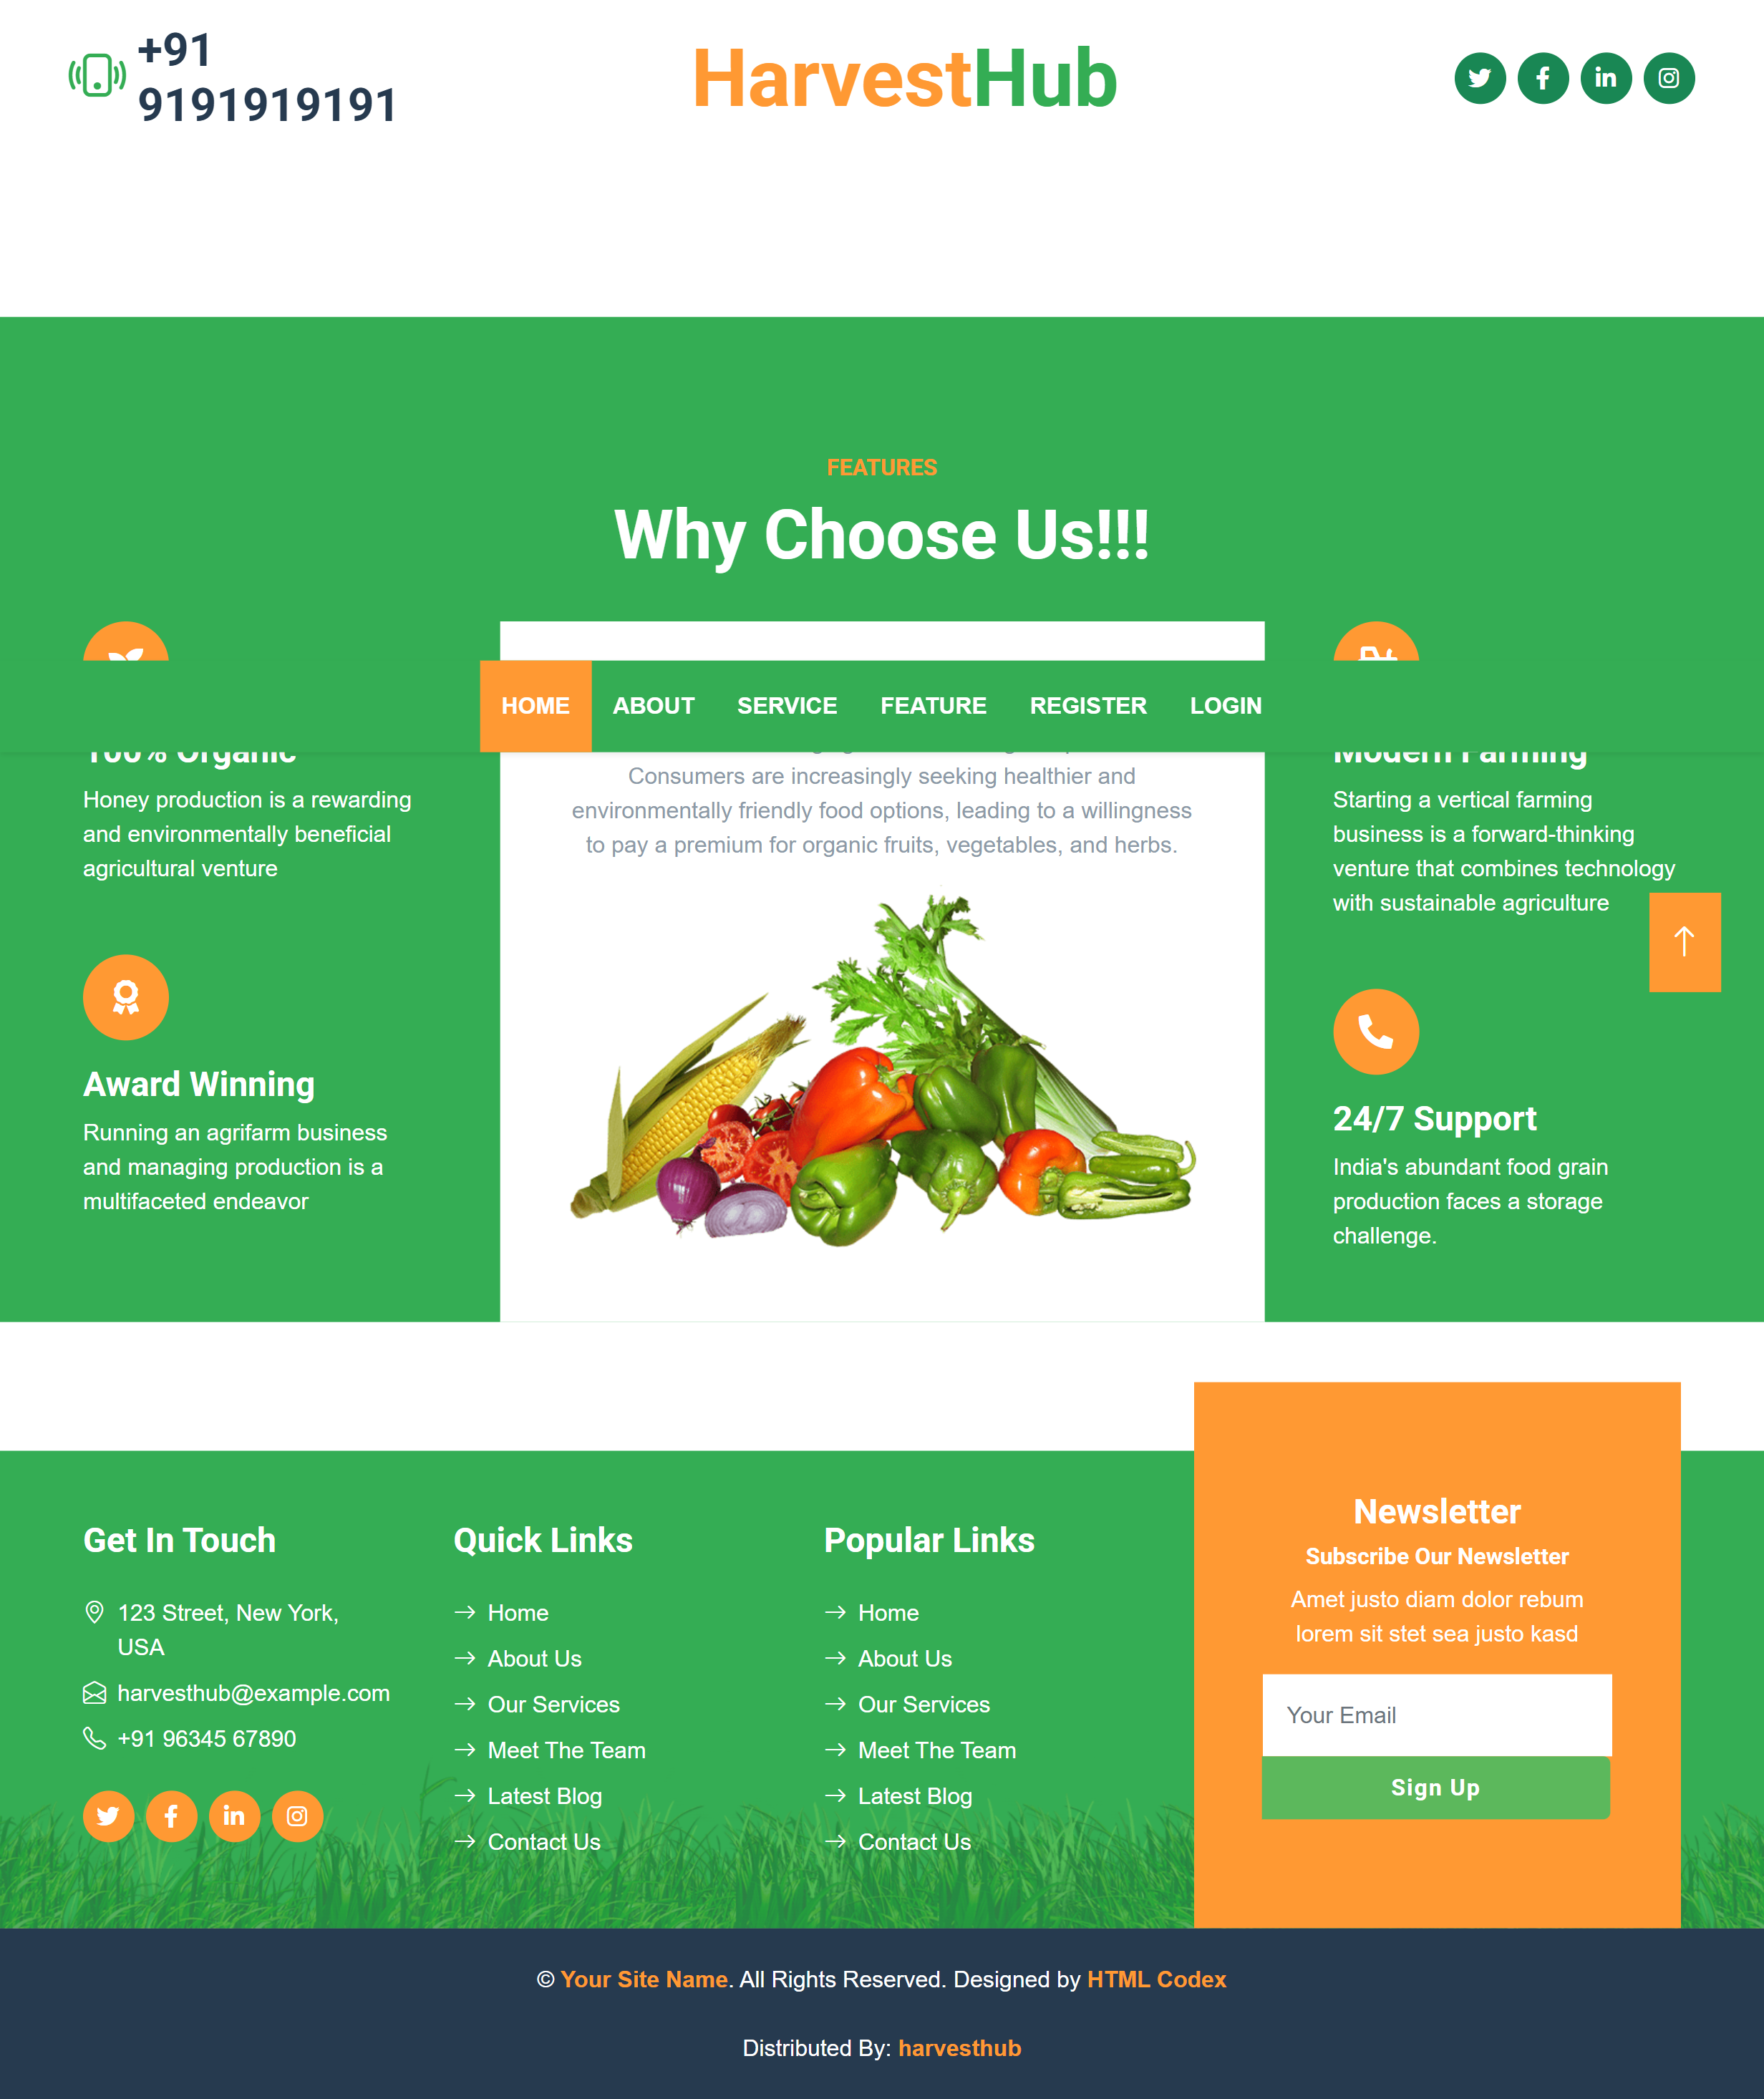 +91
9191919191
HarvestHub
FEATURES
Why Choose Us!!!
HOME ABOUT SERVICE FEATURE REGISTER LOGIN
100% Organic
Honey production is a rewarding
and environmentally beneficial
agricultural venture
Award Winning
Running an agrifarm business
and managing production is a
multifaceted endeavor
Consumers are increasingly seeking healthier and
environmentally friendly food options, leading to a willingness
to pay a premium for organic fruits, vegetables, and herbs.
Modern Farming
Starting a vertical farming
business is a forward-thinking
venture that combines technology
with sustainable agriculture
24/7 Support
India's abundant food grain
production faces a storage
challenge.
Get In Touch
123 Street, New York,
USA
harvesthub@example.com
+91 96345 67890
Quick Links
Home
About Us
Our Services
Meet The Team
Latest Blog
Contact Us
Popular Links
Home
About Us
Our Services
Meet The Team
Latest Blog
Contact Us
Newsletter
Subscribe Our Newsletter
Amet justo diam dolor rebum
lorem sit stet sea justo kasd
Your Email
Sign Up
© Your Site Name. All Rights Reserved. Designed by HTML Codex
Distributed By: harvesthub